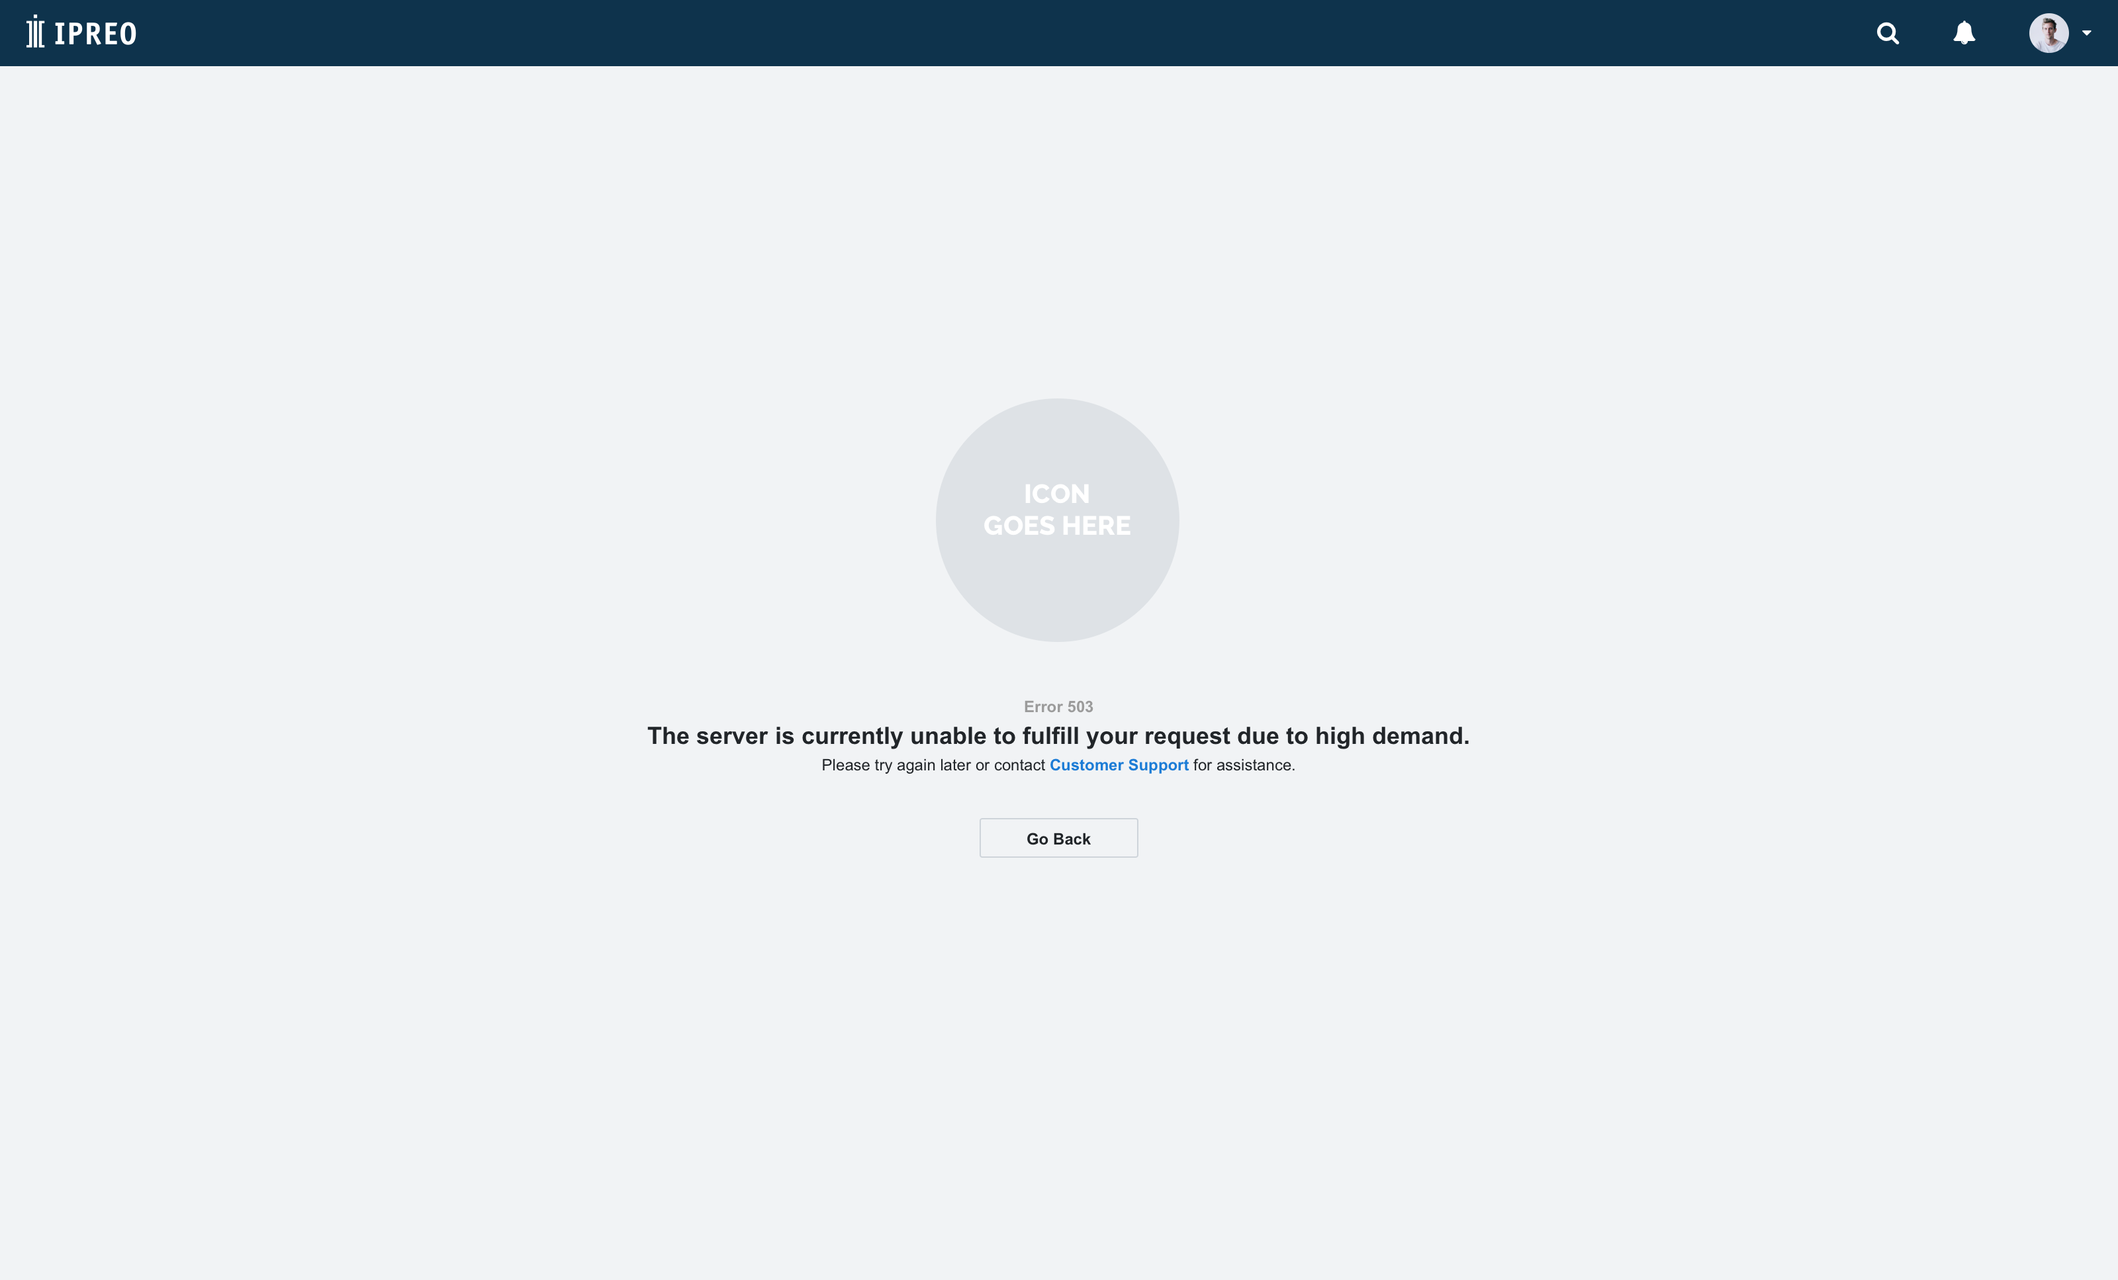 IPREO
ICON
GOES HERE
Error 503
The server is currently unable to fulfill your request due to high demand.
Please try again later or contact Customer Support for assistance.
Go Back